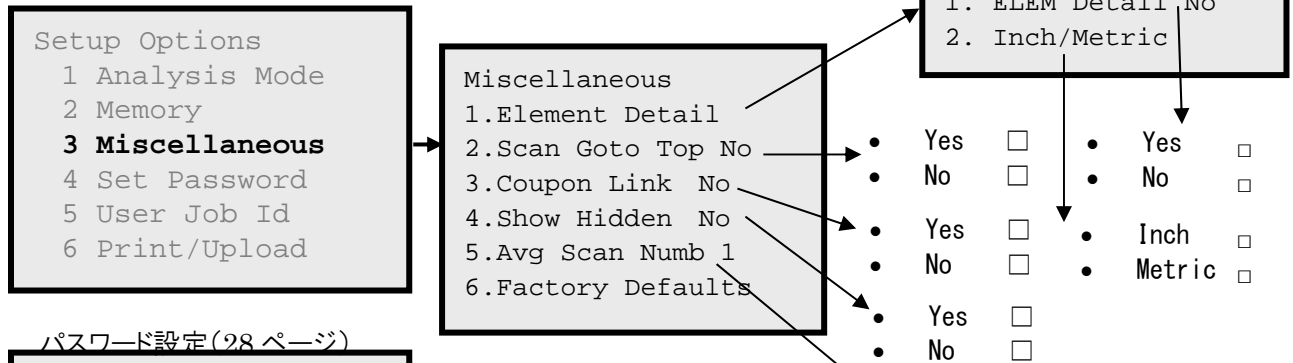 1. ELEM Detail No
2. Inch/Metric
Setup Options
1 Analysis Mode
2 Memory
3 Miscellaneous
4 Set Password
5 User Job Id
6 Print/Upload
Miscellaneous
1.Element Detail
2.Scan Goto Top No
3.Coupon Link No
4.Show Hidden No
5.Avg Scan Numb 1
6.Factory Defaults
• Yes □
• No □
• Yes □
• No □
• Yes □
• No □
• Inch □
• Metric □
• Yes □
• No □
パスワード設定(28 ページ)